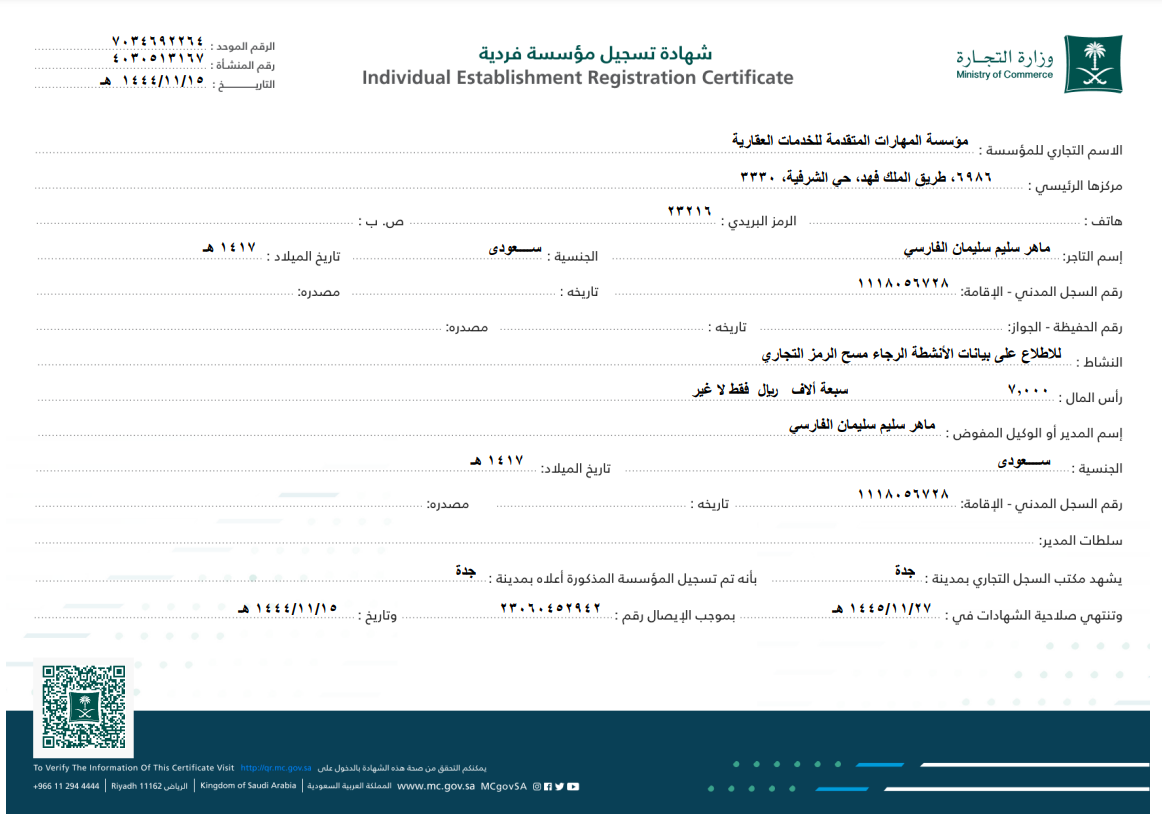 الرقم الموحد : ٧٠٣٤٦٩٢٢٦٤
رقم المنشأة : ٤٠٣٠٥١٣١٦٧
التاريــــــخ : ١٤٤٤/١١/١٥ هـ
شهادة تسجيل مؤسسة فردية
Individual Establishment Registration Certificate
وزارة التجـارة
Ministry of Commerce
الاسم التجاري للمؤسسة : مؤسسة المهارات المتقدمة للخدمات العقارية
مركزها الرئيسي : ٦٩٨٦، طريق الملك فهد، حي الشرفية، ٣٣٣٠
هاتف : الرمز البريدي : ٢٣٢١٦ ص. ب :
إسم التاجر: ماهر سليم سليمان الفارسي الجنسية : ســـعودى تاريخ الميلاد : ١٤١٧ هـ
رقم السجل المدني - الإقامة: ١١١٨٠٥٦٧٢٨ تاريخه : مصدره:
رقم الحفيظة - الجواز: تاريخه : مصدره:
النشاط : للاطلاع على بيانات الأنشطة الرجاء مسح الرمز التجاري
رأس المال : ٧,٠٠٠ سبعة ألاف ريال فقط لا غير
إسم المدير أو الوكيل المفوض : ماهر سليم سليمان الفارسي
الجنسية : ســـعودى تاريخ الميلاد: ١٤١٧ هـ
رقم السجل المدني - الإقامة: ١١١٨٠٥٦٧٢٨ تاريخه : مصدره:
سلطات المدير:
يشهد مكتب السجل التجاري بمدينة : جدة بأنه تم تسجيل المؤسسة المذكورة أعلاه بمدينة : جدة
وتنتهي صلاحية الشهادات في : ١٤٤٥/١١/٢٧ هـ بموجب الإيصال رقم : ٢٣٠٦٠٤٥٢٩٤٢ وتاريخ : ١٤٤٤/١١/١٥ هـ
To Verify The Information Of This Certificate Visit http://qr.mc.gov.sa يمكنكم التحقق من صحة هذه الشهادة بالدخول على
+966 11 294 4444 | Riyadh 11162 الرياض | Kingdom of Saudi Arabia | المملكة العربية السعودية www.mc.gov.sa MCgovSA